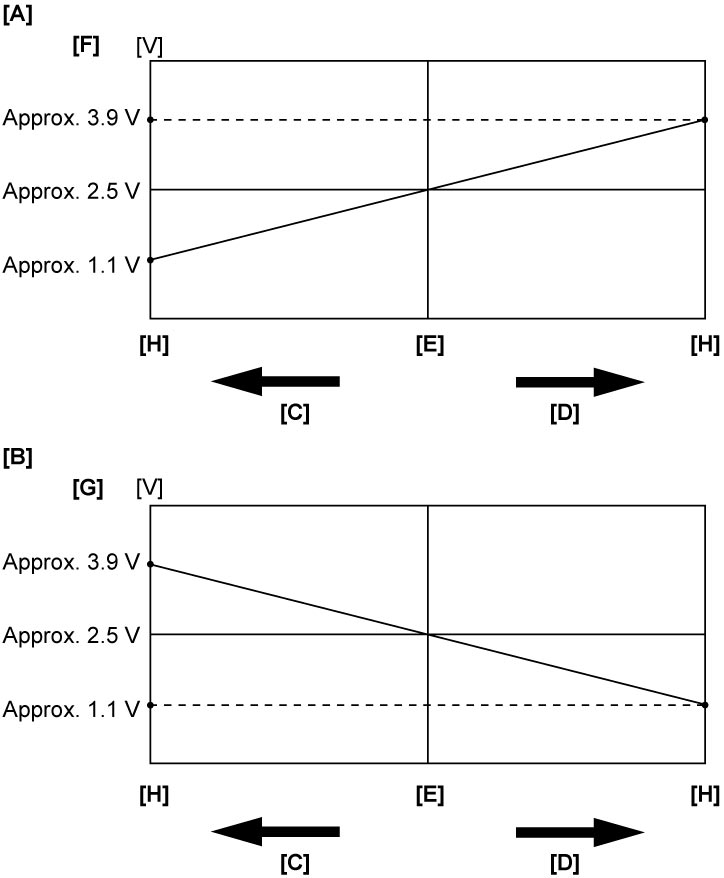 [A]
[F] [V]
Approx. 3.9 V
Approx. 2.5 V
Approx. 1.1 V
[H] [E] [H]
[C] [D]
[B]
[G] [V]
Approx. 3.9 V
Approx. 2.5 V
Approx. 1.1 V
[H] [E] [H]
[C] [D]